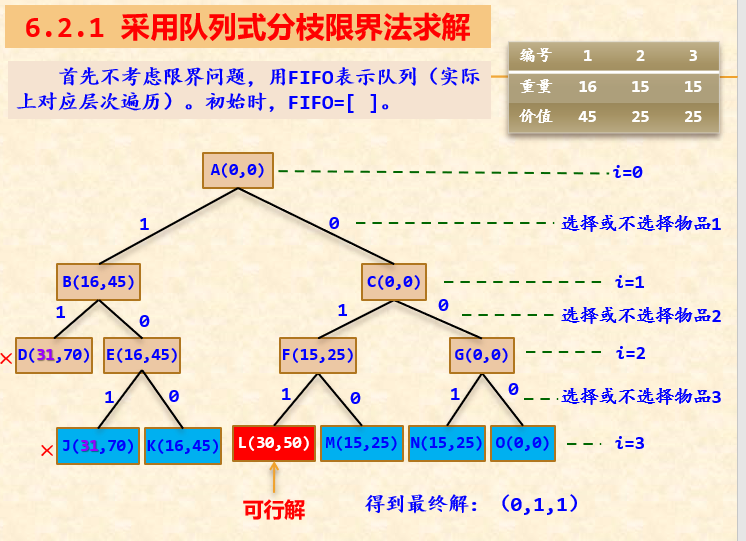 6.2.1 采用队列式分枝限界法求解
首先不考虑限界问题，用FIFO表示队列（实际
上对应层次遍历）。初始时，FIFO=[ ]。
编号 1 2 3
重量 16 15 15
价值 45 25 25
A(0,0) i=0
1 0 选择或不选择物品1
B(16,45) C(0,0) i=1
1 0 1 0 选择或不选择物品2
×D(31,70) E(16,45) F(15,25) G(0,0) i=2
1 0 1 0 1 0 选择或不选择物品3
×J(31,70) K(16,45) L(30,50) M(15,25) N(15,25) O(0,0) i=3
可行解 得到最终解：（0,1,1）